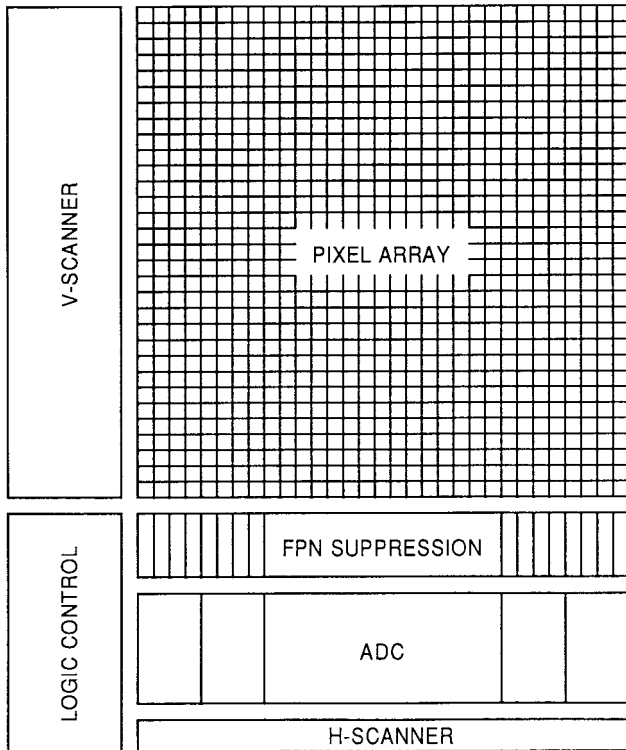 V-SCANNER
PIXEL ARRAY
LOGIC CONTROL
FPN SUPPRESSION
ADC
H-SCANNER